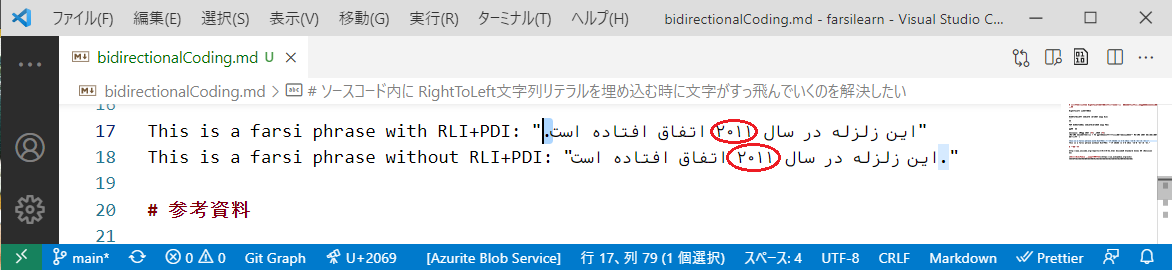 ファイル(F) 編集(E) 選択(S) 表示(V) 移動(G) 実行(R) ターミナル(T) ヘルプ(H) bidirectionalCoding.md - farsilearn - Visual Studio C...
bidirectionalCoding.md U
bidirectionalCoding.md > # ソースコード内に RightToLeft文字列リテラルを埋め込む時に文字がすっ飛んでいくのを解決したい
16
17 This is a farsi phrase with RLI+PDI: "⁧این زلزله در سال ۲۰۱۱ اتفاق افتاده است.⁩"
18 This is a farsi phrase without RLI+PDI: "این زلزله در سال ۲۰۱۱ اتفاق افتاده است."
19
20 # 参考資料
21
main* 0 0 Git Graph U+2069 [Azurite Blob Service] 行 17、列 79 (1 個選択) スペース: 4 UTF-8 CRLF Markdown Prettier